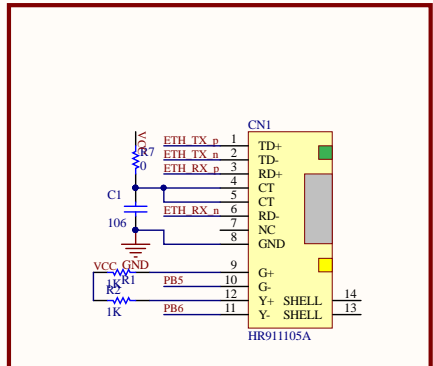 CN1
VCC
R7
0
ETH_TX_p 1 TD+
ETH_TX_n 2 TD-
ETH_RX_p 3 RD+
4 CT
C1
5 CT
ETH_RX_n 6 RD-
106
7 NC
8 GND
GND
VCC
R1
1K
9 G+
PB5 10 G-
R2
1K
12 Y+ SHELL 14
PB6 11 Y- SHELL 13
HR911105A